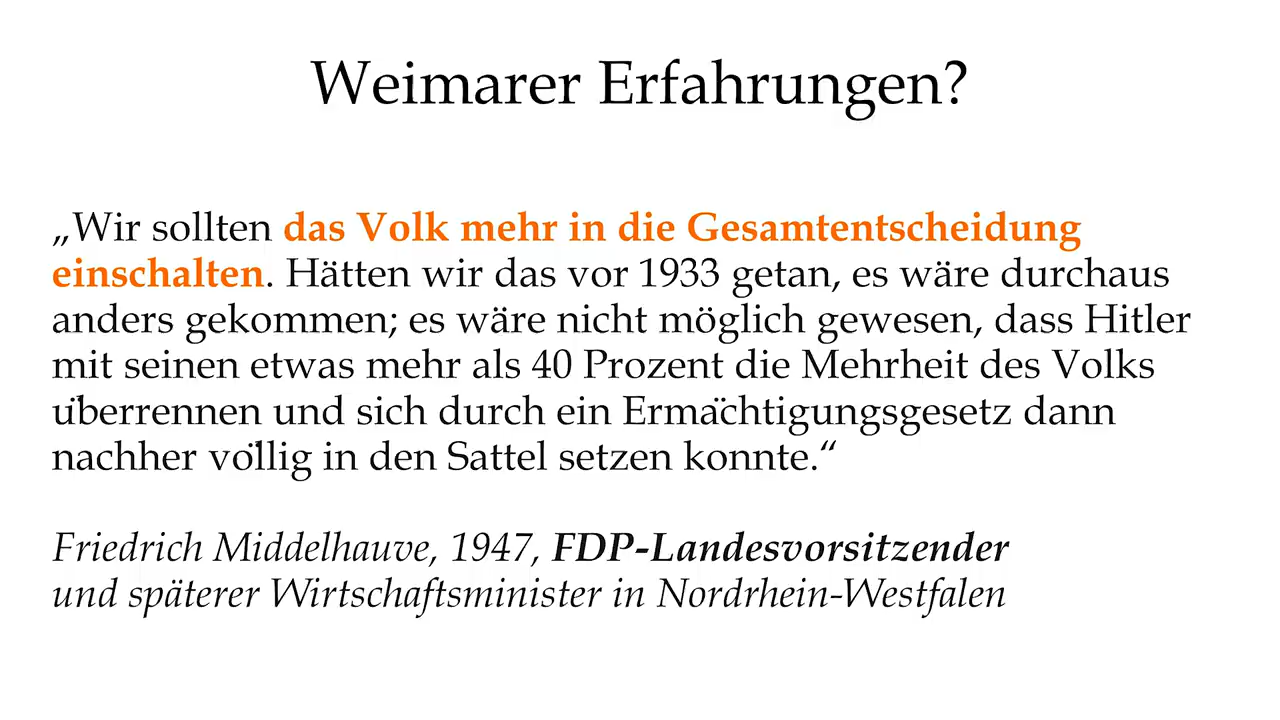 Weimarer Erfahrungen?
„Wir sollten das Volk mehr in die Gesamtentscheidung
einschalten. Hätten wir das vor 1933 getan, es wäre durchaus
anders gekommen; es wäre nicht möglich gewesen, dass Hitler
mit seinen etwas mehr als 40 Prozent die Mehrheit des Volks
überrennen und sich durch ein Ermächtigungsgesetz dann
nachher völlig in den Sattel setzen konnte.“
Friedrich Middelhauve, 1947, FDP-Landesvorsitzender
und späterer Wirtschaftsminister in Nordrhein-Westfalen